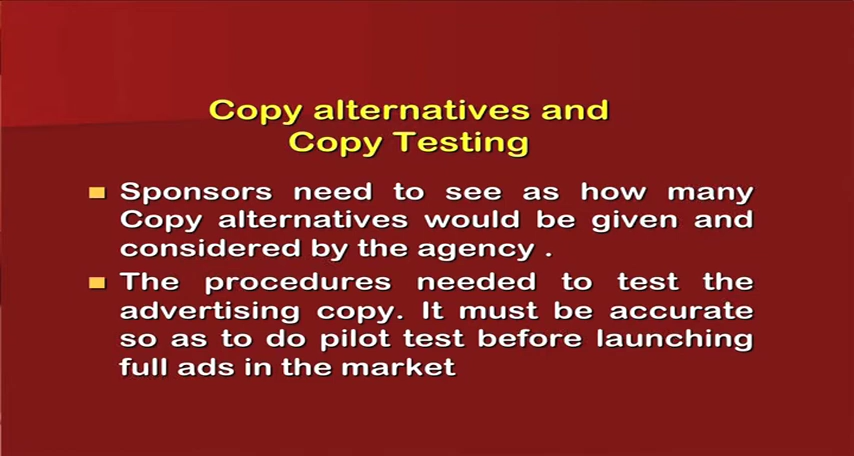 Copy alternatives and
Copy Testing
Sponsors need to see as how many
Copy alternatives would be given and
considered by the agency .
The procedures needed to test the
advertising copy. It must be accurate
so as to do pilot test before launching
full ads in the market